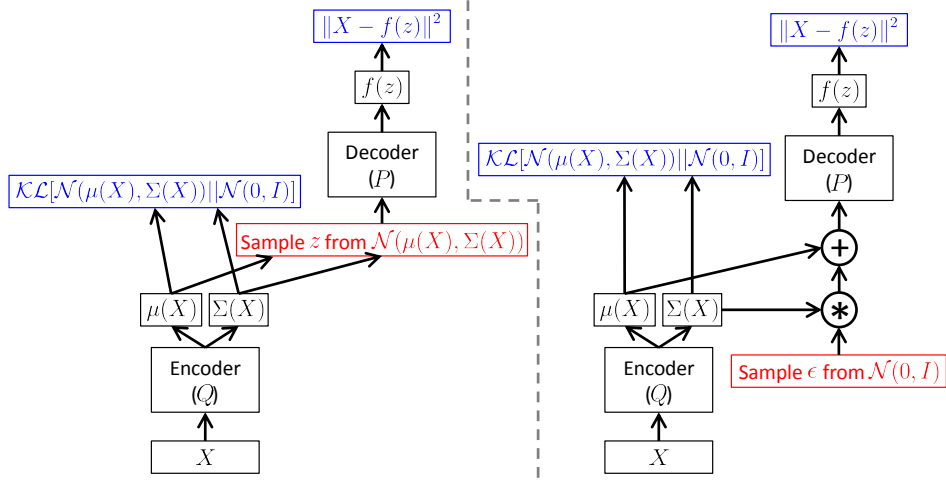 ‖X − f(z)‖²
f(z)
Decoder
(P)
𝒦ℒ[𝒩(μ(X), Σ(X))||𝒩(0, I)]
Sample z from 𝒩(μ(X), Σ(X))
μ(X)
Σ(X)
Encoder
(Q)
X
‖X − f(z)‖²
f(z)
Decoder
(P)
𝒦ℒ[𝒩(μ(X), Σ(X))||𝒩(0, I)]
+
μ(X)
Σ(X)
*
Sample ϵ from 𝒩(0, I)
Encoder
(Q)
X